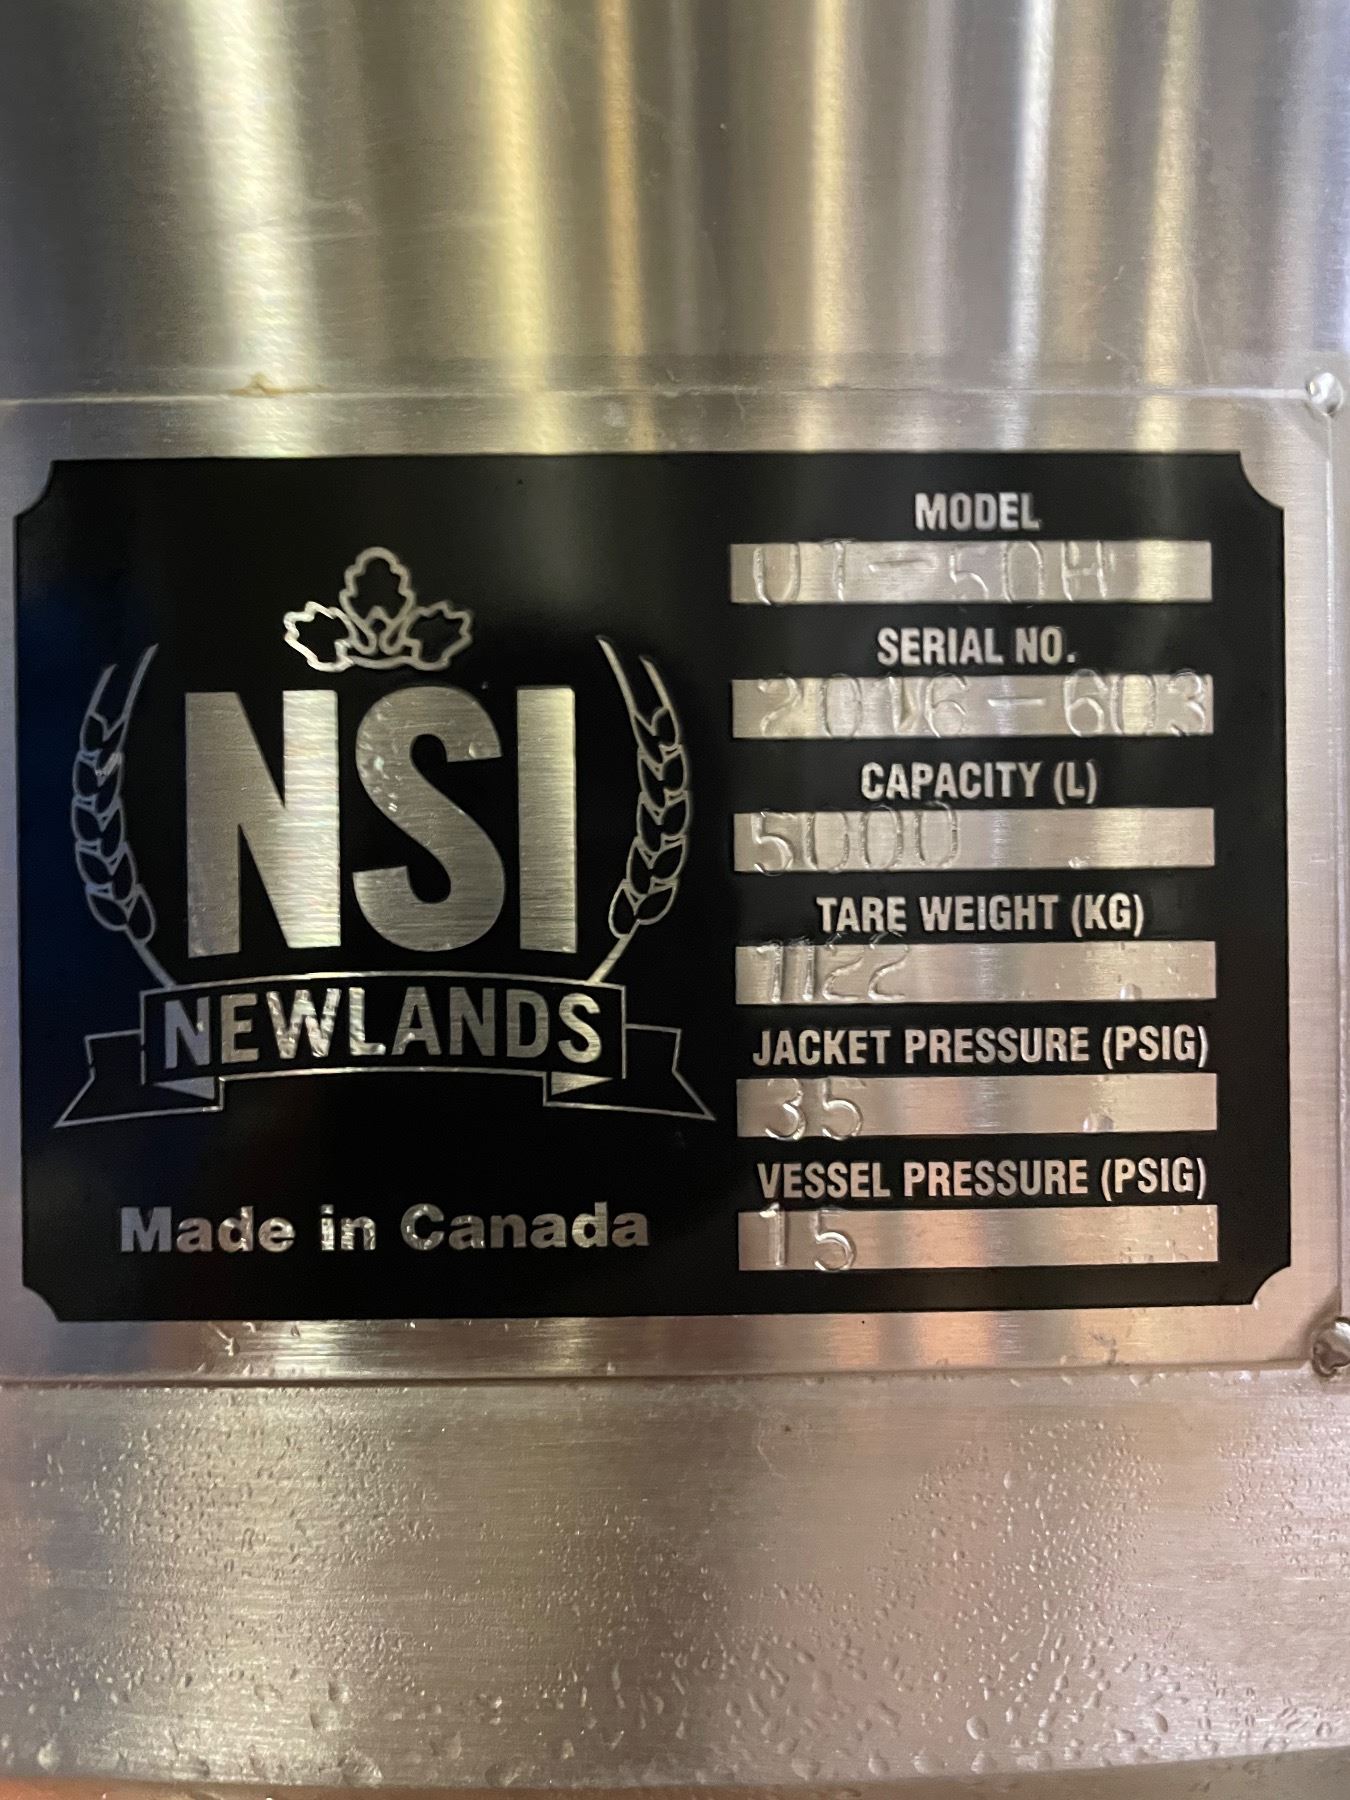 NSI
NEWLANDS
Made in Canada
MODEL
UT-50H
SERIAL NO.
2016-603
CAPACITY (L)
5000
TARE WEIGHT (KG)
1122
JACKET PRESSURE (PSIG)
35
VESSEL PRESSURE (PSIG)
15